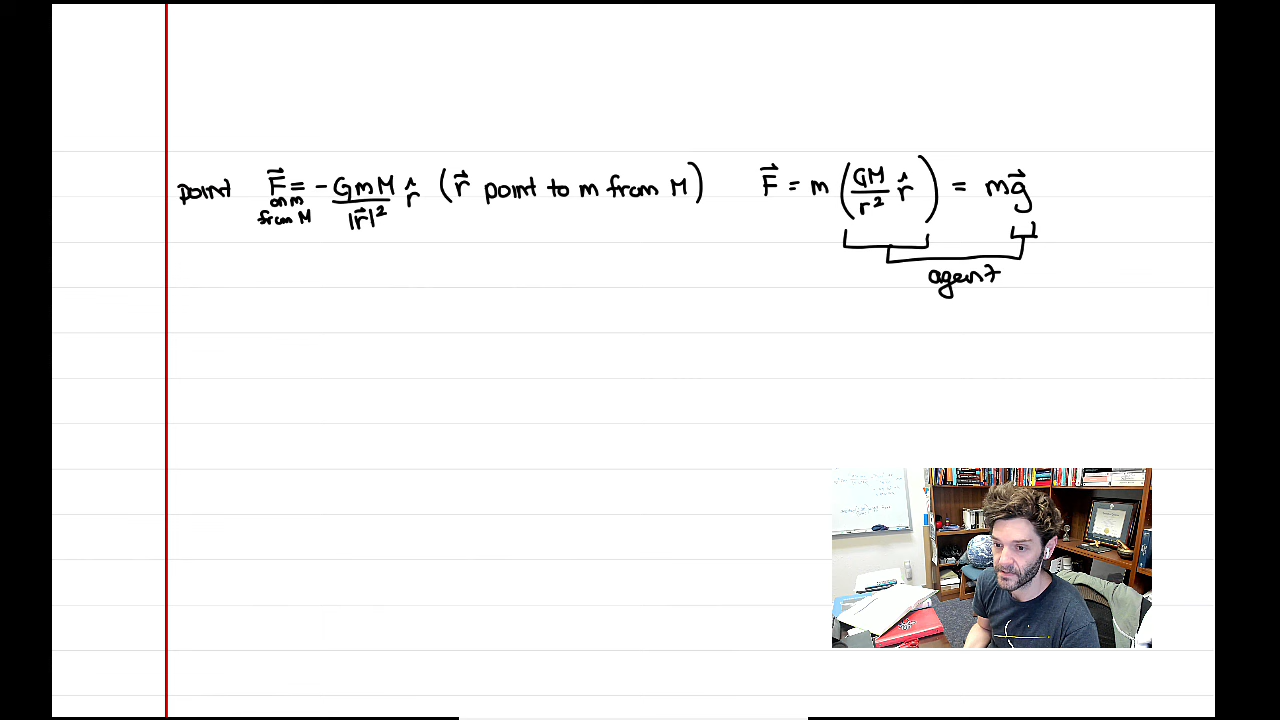 point F⃗ on m from M = - GmM/|r⃗|² r̂ (r⃗ point to m from M) F⃗ = m (GM/r² r̂) = mg⃗
agent